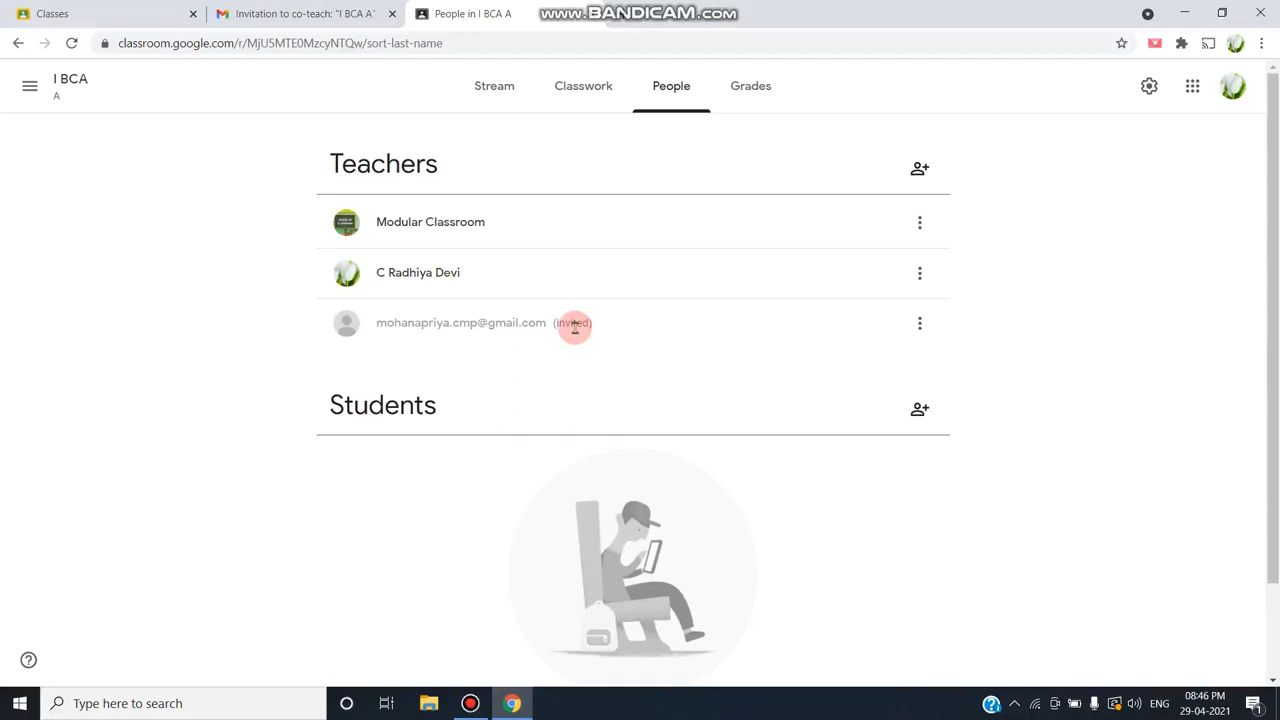 Classes
Invitation to co-teach: "I BCA A"
People in I BCA A
www.BANDICAM.com
classroom.google.com/r/MjU5MTE0MzcyNTQw/sort-last-name
I BCA
A
Stream
Classwork
People
Grades
Teachers
Modular Classroom
C Radhiya Devi
mohanapriya.cmp@gmail.com (invited)
Students
Type here to search
08:46 PM
29-04-2021